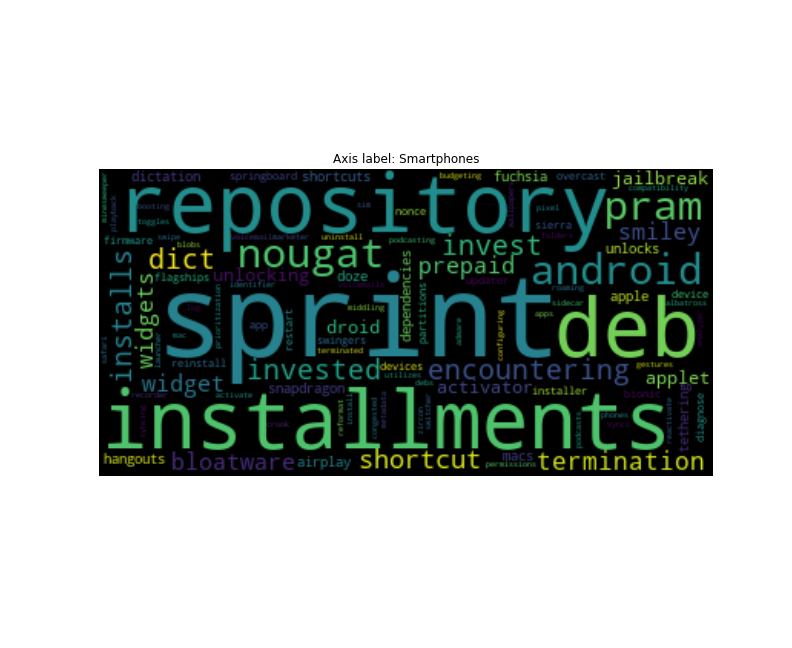 Axis label: Smartphones
dictation springboard shortcuts budgeting fuchsia overcast jailbreak
repository
compatibility
playback
booting
toggles
sim
nonce
pixel
pram
sierra
smiley
firmware swipe uninstall podcasting
blobs
nougat
invest
unlocks
dict
flagships
unlocking
doze
dependencies
prepaid
updater
android
roaming
installs
widgets
identifier
prioritization
middling
partitions
sidecar
apple
device
albatross
sprint
deb
app
restart
droid
apps
configuring
mac
safari
launcher
swingers
terminated
adware
reinstall
invested
devices
utilizes
encountering
gestures
applet
widget
snapdragon
debs
activator
installer
bionic
recorder
activate
install
reformat
metadata
congested
switcher
zircon
podcasts
phones
reactivate
tethering
diagnose
syncing
crook
syncs
installments
hangouts
bloatware
airplay
shortcut
macs
permissions
termination